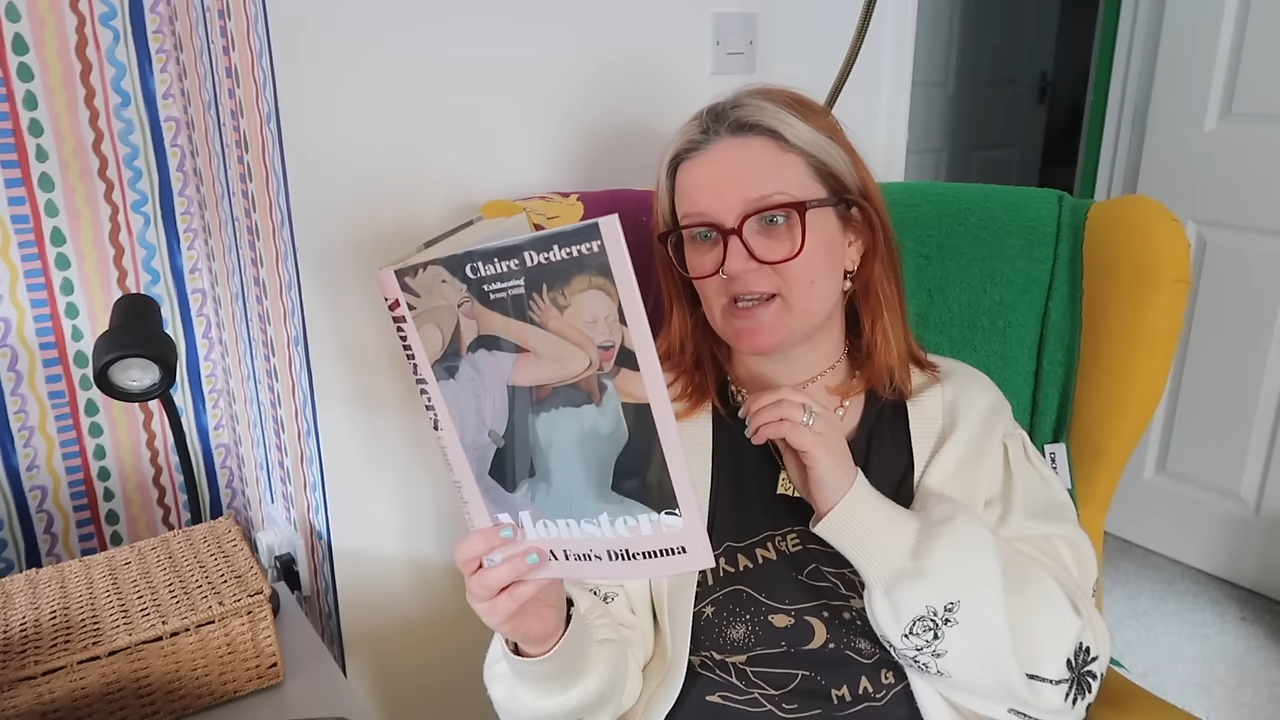 Claire Dederer
'Exhilarating'
Jenny Offill
Monsters
A Fan's Dilemma
Monsters
STRANGE
MAG